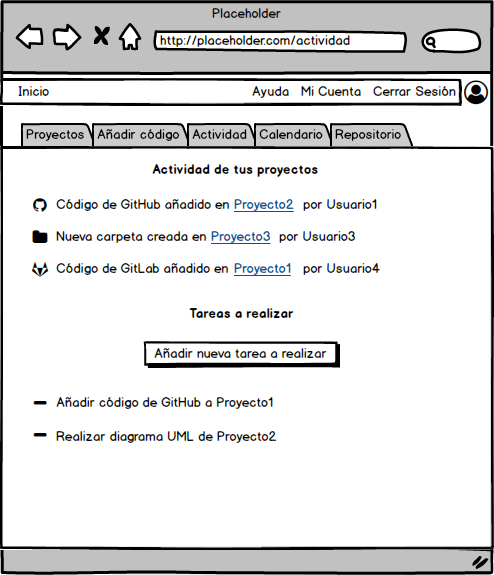 Placeholder
http://placeholder.com/actividad
Inicio Ayuda Mi Cuenta Cerrar Sesión
Proyectos Añadir código Actividad Calendario Repositorio
Actividad de tus proyectos
Código de GitHub añadido en Proyecto2 por Usuario1
Nueva carpeta creada en Proyecto3 por Usuario3
Código de GitLab añadido en Proyecto1 por Usuario4
Tareas a realizar
Añadir nueva tarea a realizar
Añadir código de GitHub a Proyecto1
Realizar diagrama UML de Proyecto2